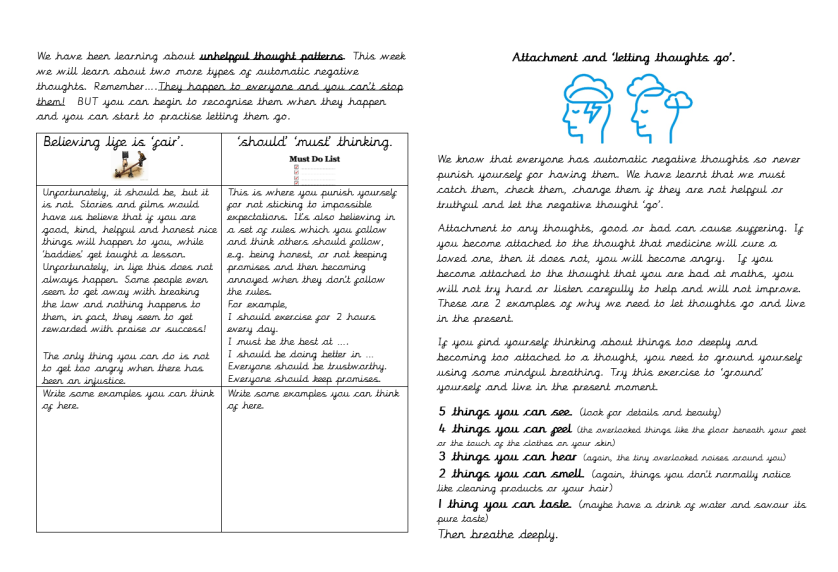 We have been learning about unhelpful thought patterns. This week
we will learn about two more types of automatic negative
thoughts. Remember....They happen to everyone and you can't stop
them! BUT you can begin to recognise them when they happen
and you can start to practise letting them go.
Believing life is 'fair'.
Unfortunately, it should be, but it
is not. Stories and films would
have us believe that if you are
good, kind, helpful and honest nice
things will happen to you, while
'baddies' get taught a lesson.
Unfortunately, in life this does not
always happen. Some people even
seem to get away with breaking
the law and nothing happens to
them, in fact, they seem to get
rewarded with praise or success!
The only thing you can do is not
to get too angry when there has
been an injustice.
Write some examples you can think
of here.
'should' 'must' thinking.
Must Do List
This is where you punish yourself
for not sticking to impossible
expectations. It's also believing in
a set of rules which you follow
and think others should follow,
e.g. being honest, or not keeping
promises and then becoming
annoyed when they don't follow
the rules.
For example,
I should exercise for 2 hours
every day.
I must be the best at ....
I should be doing better in ...
Everyone should be trustworthy.
Everyone should keep promises.
Write some examples you can think
of here.
Attachment and 'letting thoughts go'.
We know that everyone has automatic negative thoughts so never
punish yourself for having them. We have learnt that we must
catch them, check them, change them if they are not helpful or
truthful and let the negative thought 'go'.
Attachment to any thoughts, good or bad can cause suffering. If
you become attached to the thought that medicine will cure a
loved one, then it does not, you will become angry. If you
become attached to the thought that you are bad at maths, you
will not try hard or listen carefully to help and will not improve.
These are 2 examples of why we need to let thoughts go and live
in the present.
If you find yourself thinking about things too deeply and
becoming too attached to a thought, you need to ground yourself
using some mindful breathing. Try this exercise to 'ground'
yourself and live in the present moment.
5 things you can see. (look for details and beauty)
4 things you can feel (the overlooked things like the floor beneath your feet
or the touch of the clothes on your skin)
3 things you can hear (again, the tiny overlooked noises around you)
2 things you can smell. (again, things you don't normally notice
like cleaning products or your hair)
1 thing you can taste. (maybe have a drink of water and savour its
pure taste)
Then breathe deeply.